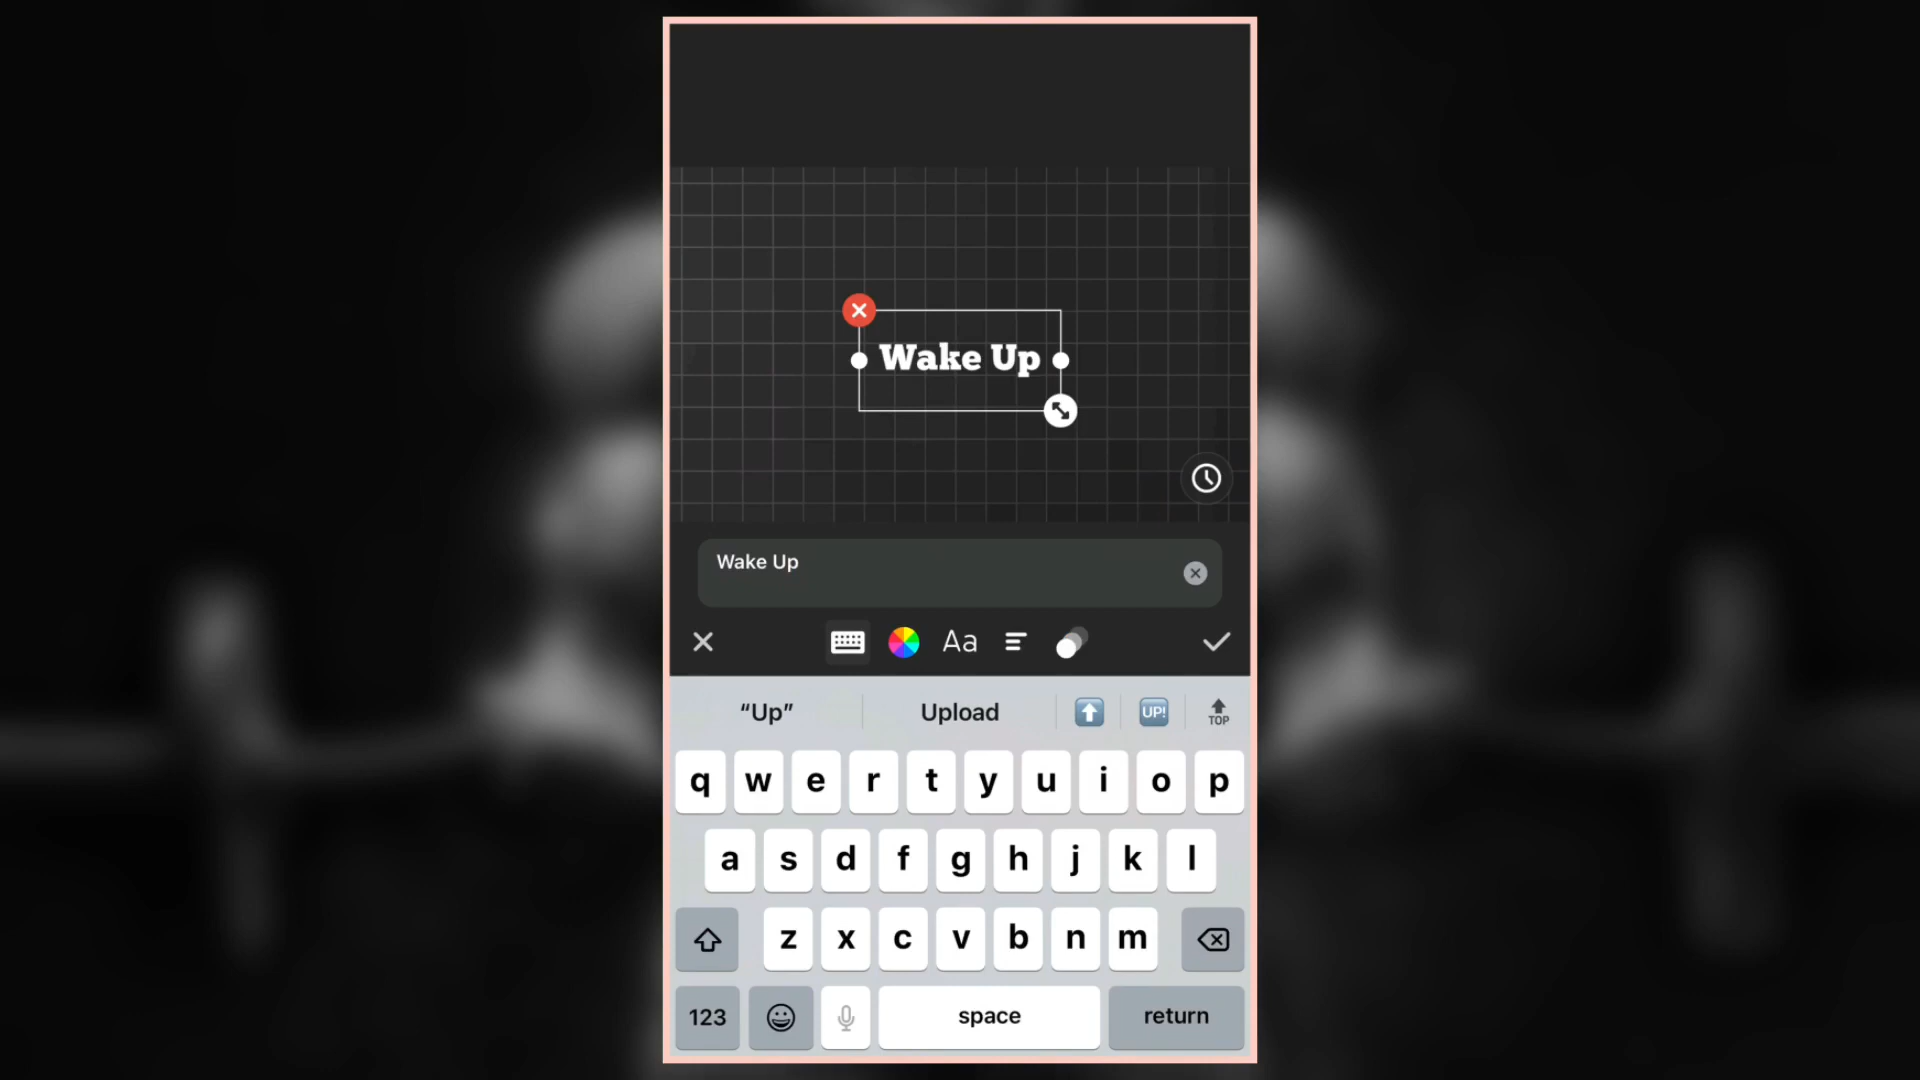 Wake Up
Wake Up
Aa
“Up” Upload UP! TOP
q w e r t y u i o p
a s d f g h j k l
z x c v b n m
123 space return